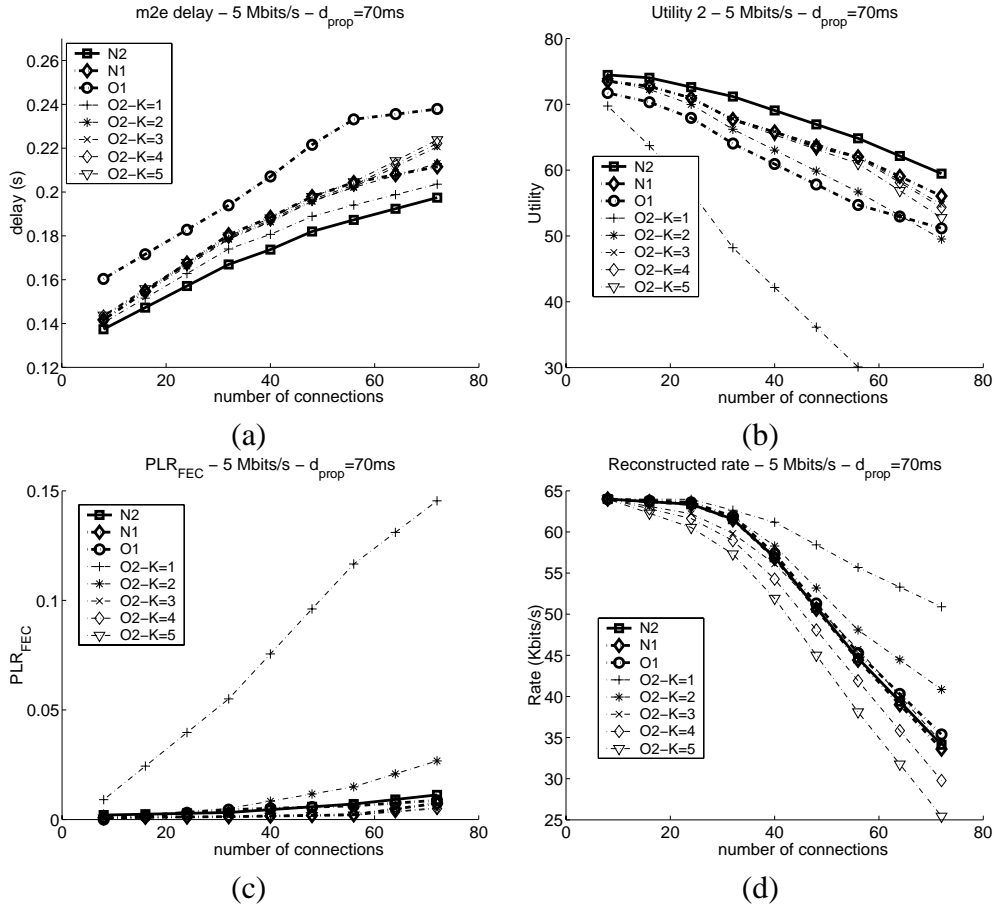 m2e delay – 5 Mbits/s – d_prop=70ms
0.26
0.24
0.22
0.2
0.18
0.16
0.14
0.12
delay (s)
N2
N1
O1
O2–K=1
O2–K=2
O2–K=3
O2–K=4
O2–K=5
0
20
40
60
80
number of connections
(a)
Utility 2 – 5 Mbits/s – d_prop=70ms
80
70
60
50
40
30
Utility
N2
N1
O1
O2–K=1
O2–K=2
O2–K=3
O2–K=4
O2–K=5
0
20
40
60
80
number of connections
(b)
PLR_FEC – 5 Mbits/s – d_prop=70ms
0.15
0.1
0.05
0
PLR_FEC
N2
N1
O1
O2–K=1
O2–K=2
O2–K=3
O2–K=4
O2–K=5
0
20
40
60
80
number of connections
(c)
Reconstructed rate – 5 Mbits/s – d_prop=70ms
65
60
55
50
45
40
35
30
25
Rate (Kbits/s)
N2
N1
O1
O2–K=1
O2–K=2
O2–K=3
O2–K=4
O2–K=5
0
20
40
60
80
number of connections
(d)